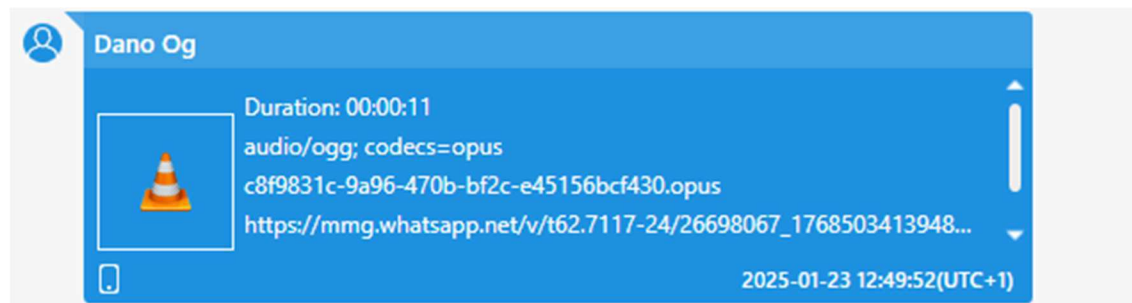 Dano Og
Duration: 00:00:11
audio/ogg; codecs=opus
c8f9831c-9a96-470b-bf2c-e45156bcf430.opus
https://mmg.whatsapp.net/v/t62.7117-24/26698067_1768503413948...
2025-01-23 12:49:52(UTC+1)